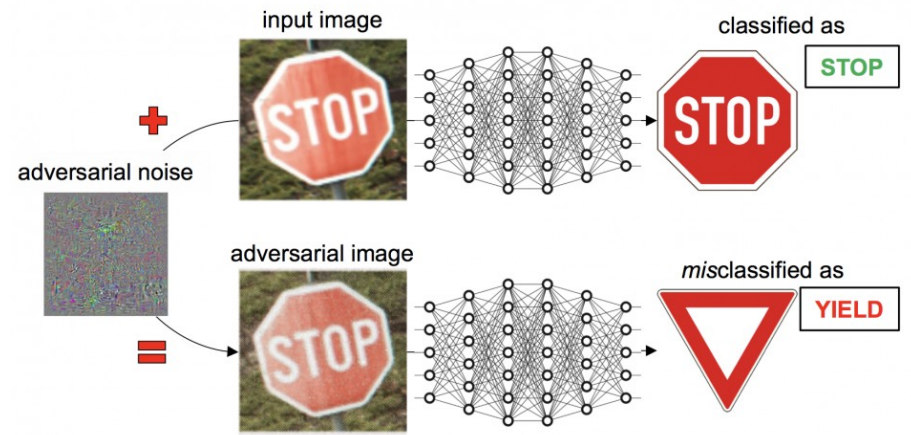 input image
STOP
classified as
STOP
STOP
adversarial noise
adversarial image
STOP
misclassified as
YIELD